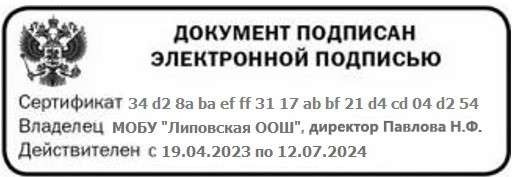 ДОКУМЕНТ ПОДПИСАН
ЭЛЕКТРОННОЙ ПОДПИСЬЮ
Сертификат 34 d2 8a ba ef ff 31 17 ab bf 21 d4 cd 04 d2 54
Владелец МОБУ "Липовская ООШ", директор Павлова Н.Ф.
Действителен с 19.04.2023 по 12.07.2024